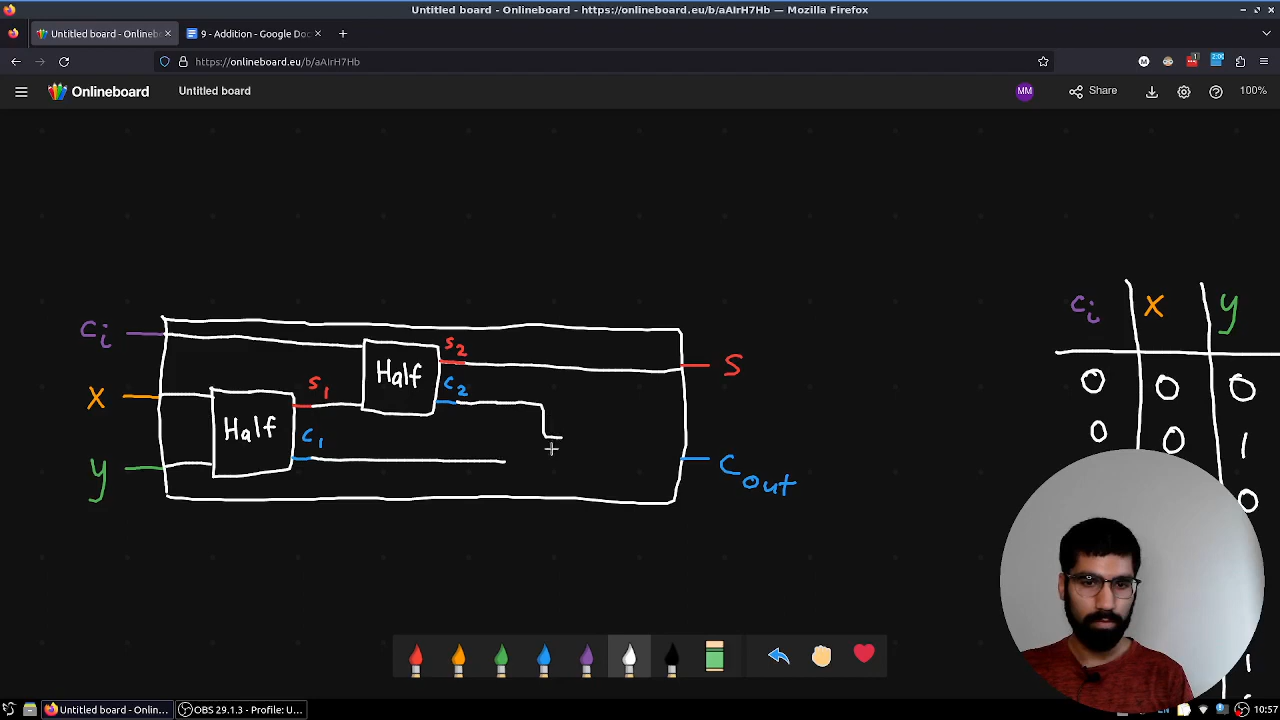 Untitled board - Onlineboard - https://onlineboard.eu/b/aAIrH7Hb — Mozilla Firefox
Untitled board - Onlineboa
9 - Addition - Google Doc
https://onlineboard.eu/b/aAIrH7Hb
Onlineboard
Untitled board
MM
Share
100%
Ci
X
y
Half
S1
C1
Half
S2
C2
S
Cout
Ci X y
0 0 0
0 0 1
0
1
Untitled board - Onlin...
OBS 29.1.3 - Profile: U...
10:57